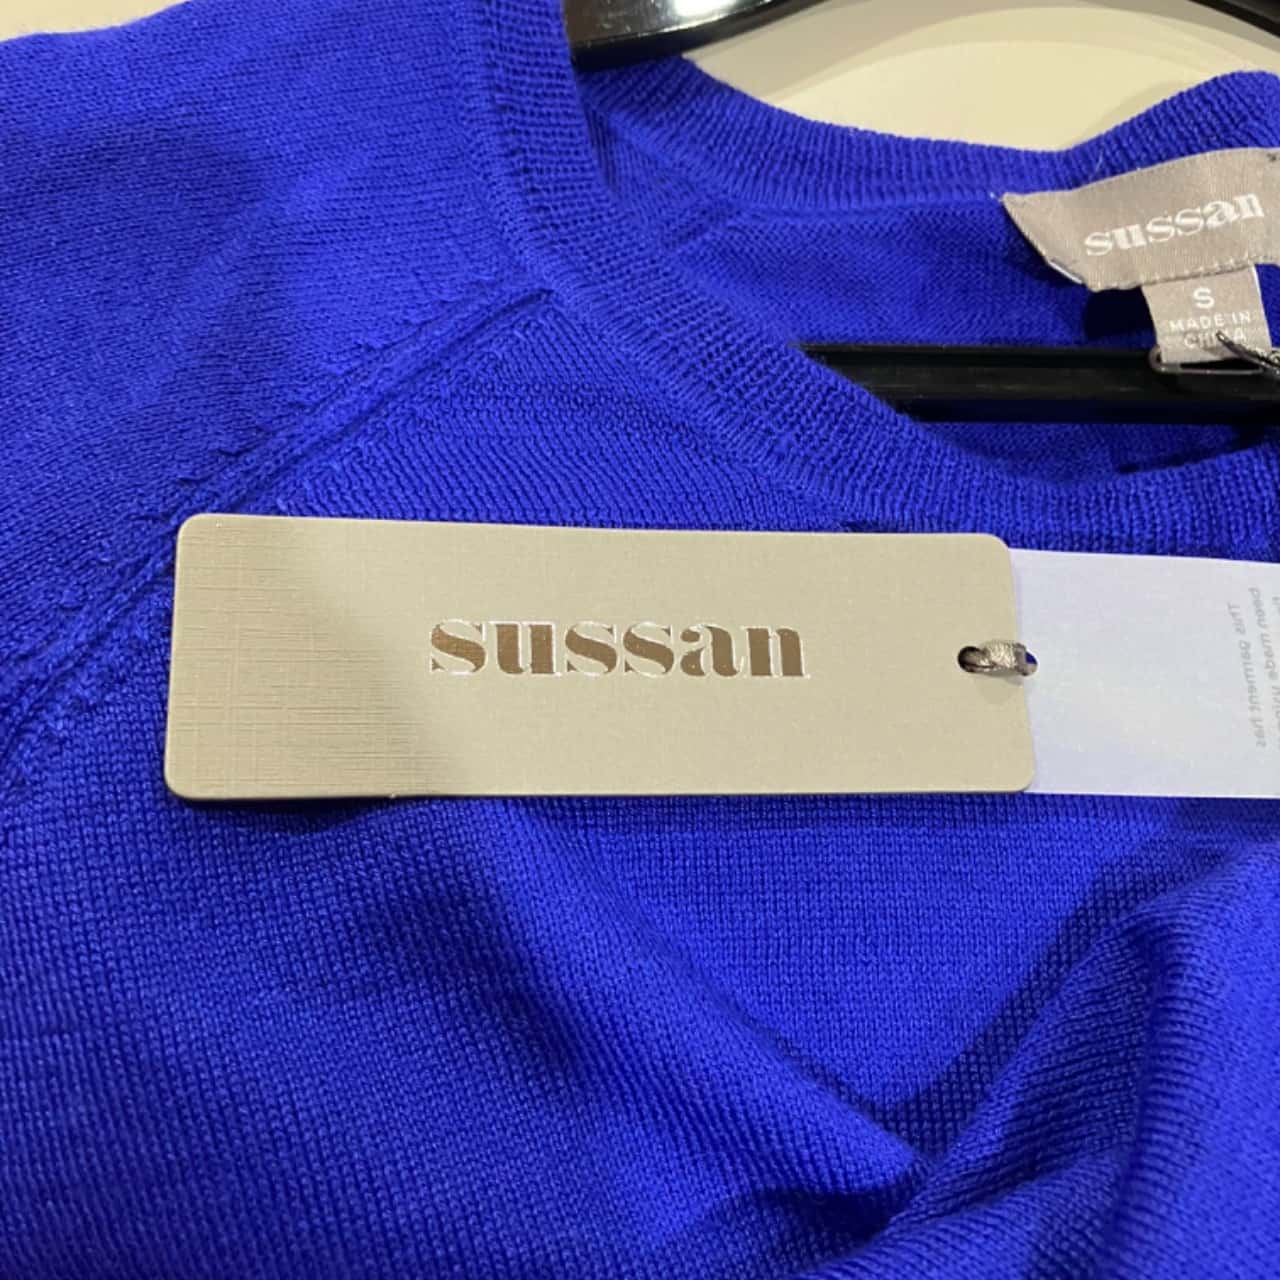 sussan
S
MADE IN
CHINA
sussan
This garment has
been made